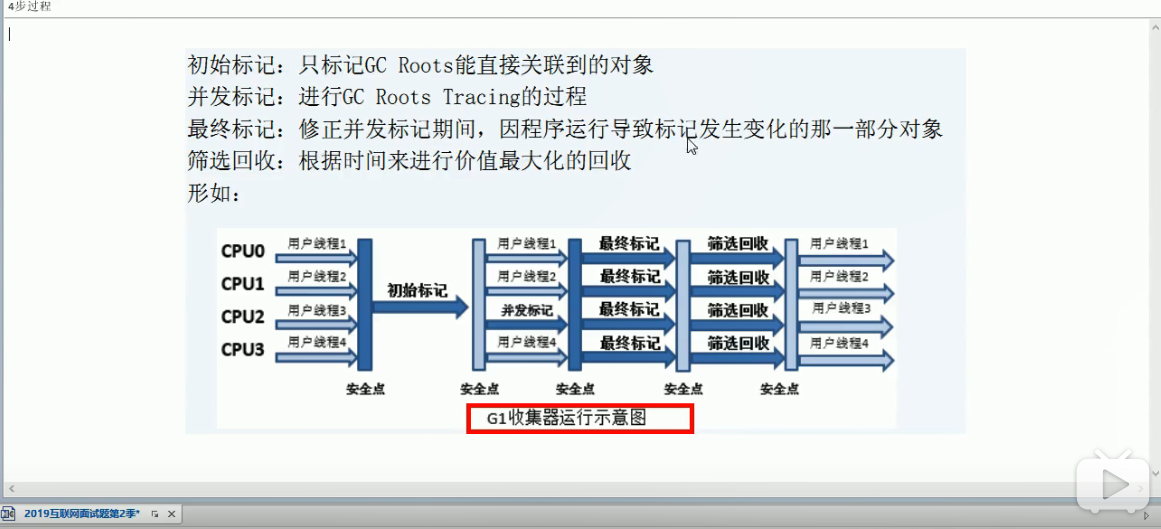 4步过程
初始标记：只标记GC Roots能直接关联到的对象
并发标记：进行GC Roots Tracing的过程
最终标记：修正并发标记期间，因程序运行导致标记发生变化的那一部分对象
筛选回收：根据时间来进行价值最大化的回收
形如：
CPU0 用户线程1 用户线程1 最终标记 筛选回收 用户线程1
CPU1 用户线程2 初始标记 用户线程2 最终标记 筛选回收 用户线程2
CPU2 用户线程3 并发标记 最终标记 筛选回收 用户线程3
CPU3 用户线程4 用户线程4 最终标记 筛选回收 用户线程4
安全点 安全点 安全点 安全点 安全点
G1收集器运行示意图
2019互联网面试题第2季*